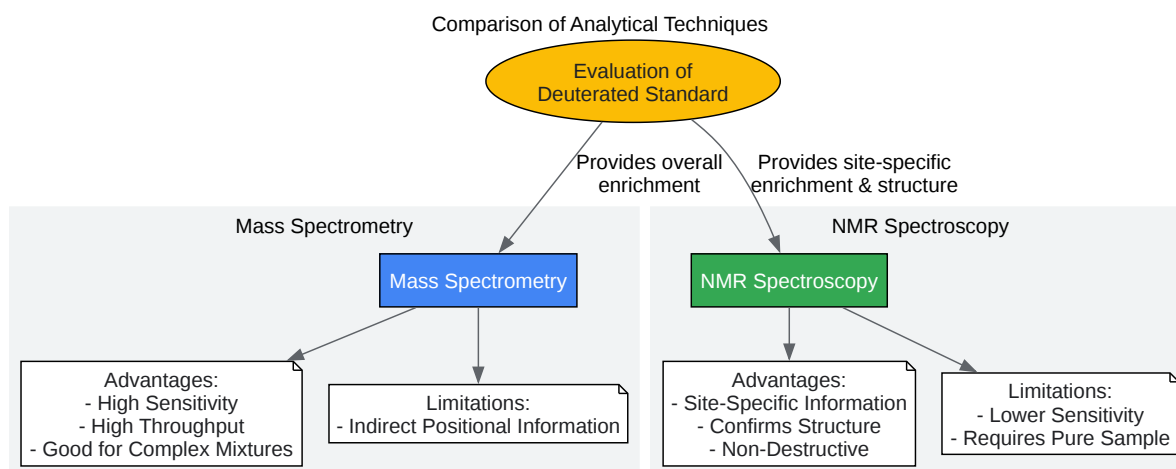 Comparison of Analytical Techniques
Evaluation of
Deuterated Standard
Provides overall
enrichment
Provides site-specific
enrichment & structure
Mass Spectrometry
Mass Spectrometry
Advantages:
- High Sensitivity
- High Throughput
- Good for Complex Mixtures
Limitations:
- Indirect Positional Information
NMR Spectroscopy
NMR Spectroscopy
Advantages:
- Site-Specific Information
- Confirms Structure
- Non-Destructive
Limitations:
- Lower Sensitivity
- Requires Pure Sample